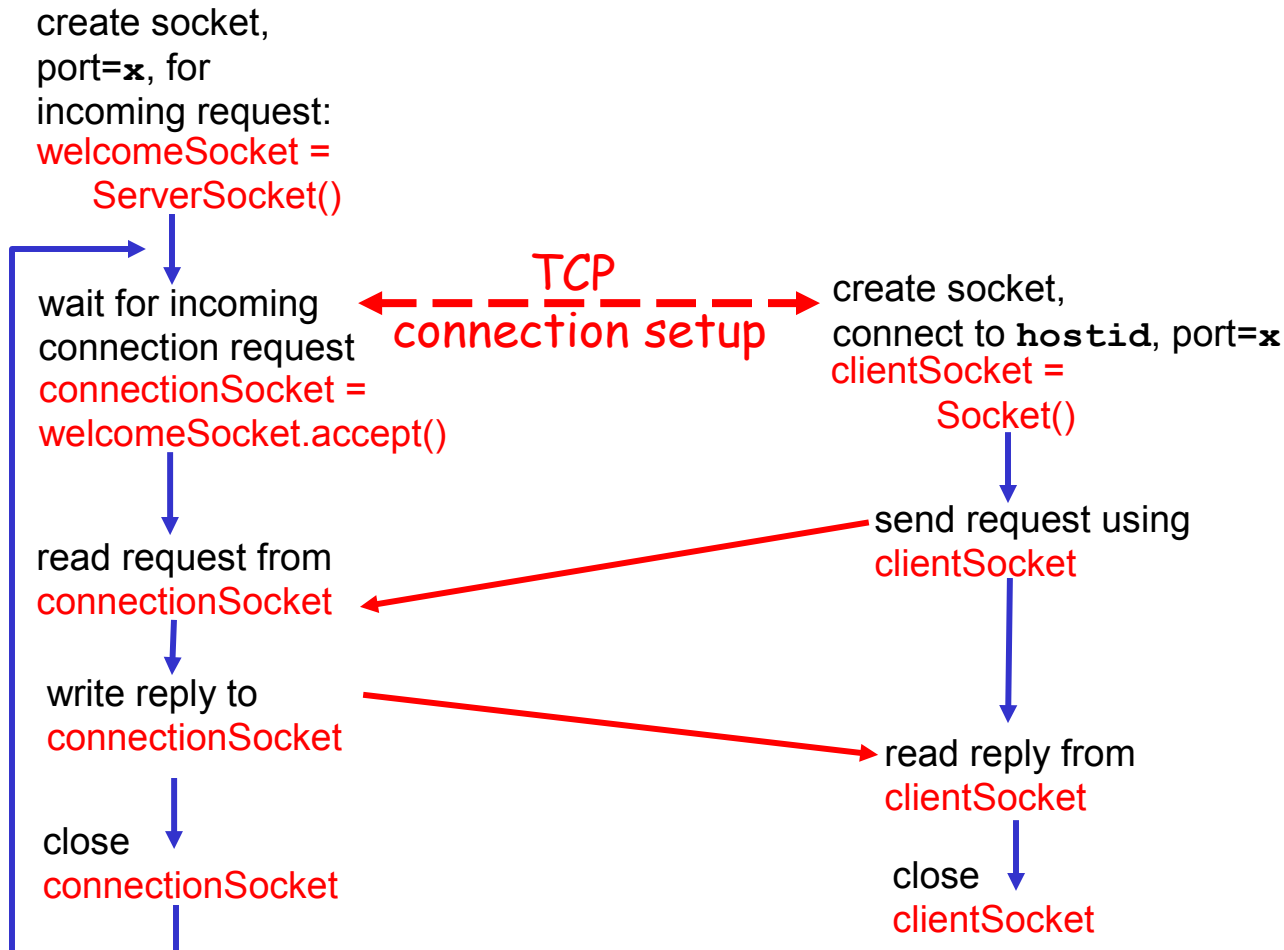 create socket,
port=x, for
incoming request:
welcomeSocket =
ServerSocket()
wait for incoming
connection request
connectionSocket =
welcomeSocket.accept()
read request from
connectionSocket
write reply to
connectionSocket
close
connectionSocket
TCP
connection setup
create socket,
connect to hostid, port=x
clientSocket =
Socket()
send request using
clientSocket
read reply from
clientSocket
close
clientSocket